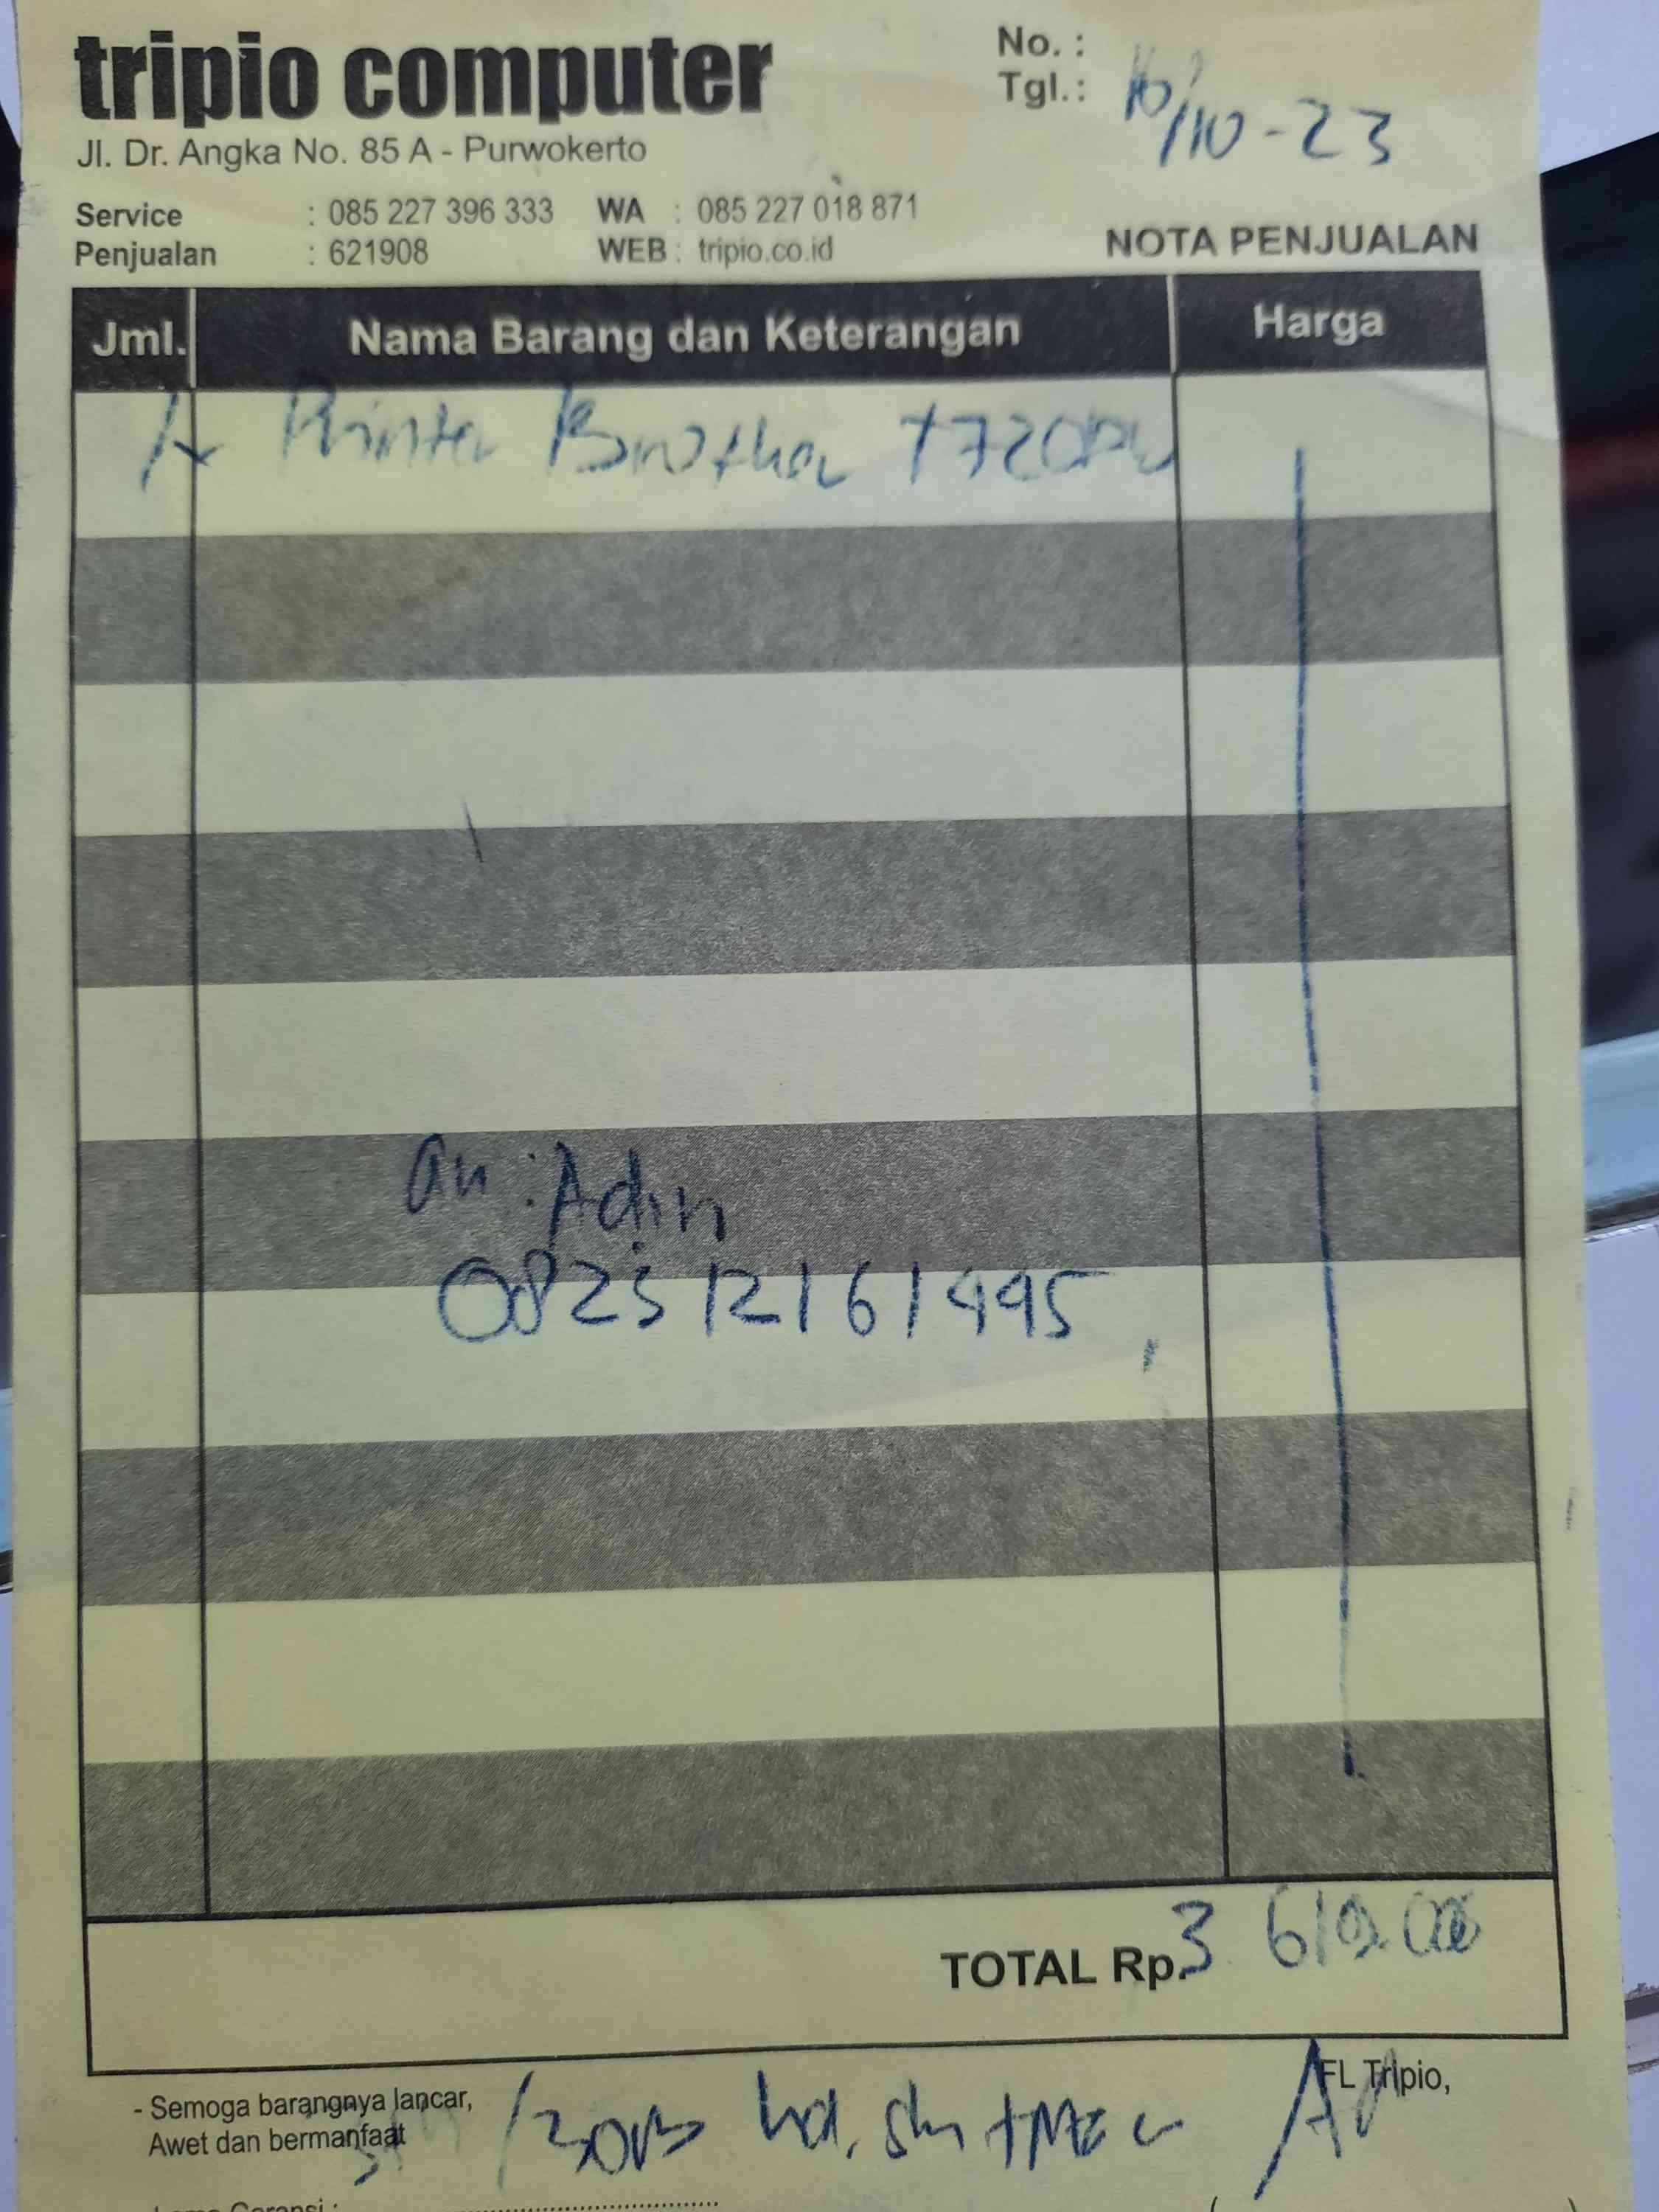 tripio computer
No. :
Tgl.: 16/10-23
Jl. Dr. Angka No. 85 A - Purwokerto
Service : 085 227 396 333 WA : 085 227 018 871
Penjualan : 621908 WEB : tripio.co.id
NOTA PENJUALAN
Jml. Nama Barang dan Keterangan Harga
1 Printer Brother T720DW
an : Adin
082312161495
TOTAL Rp. 3.610.000
FL Tripio,
- Semoga barangnya lancar,
Awet dan bermanfaat
- Lama Garansi :